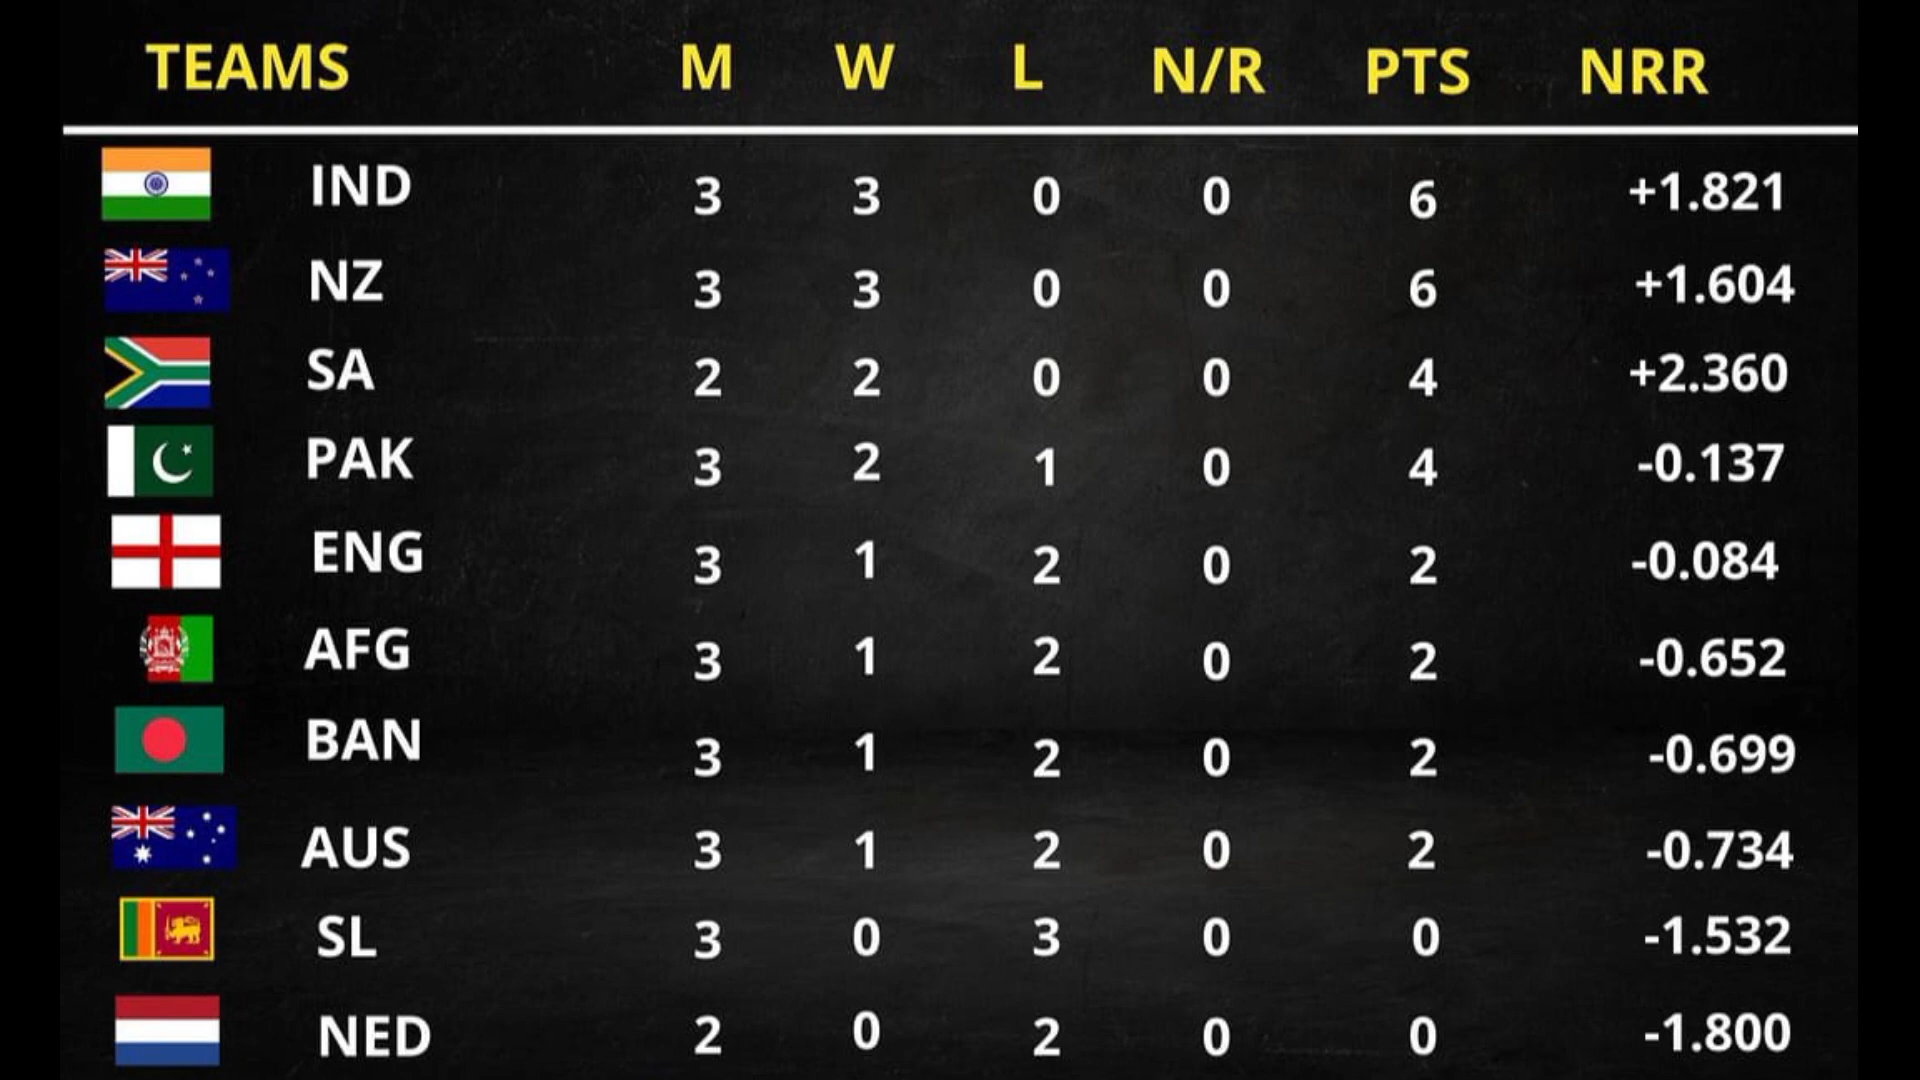 TEAMS M W L N/R PTS NRR
IND 3 3 0 0 6 +1.821
NZ 3 3 0 0 6 +1.604
SA 2 2 0 0 4 +2.360
PAK 3 2 1 0 4 -0.137
ENG 3 1 2 0 2 -0.084
AFG 3 1 2 0 2 -0.652
BAN 3 1 2 0 2 -0.699
AUS 3 1 2 0 2 -0.734
SL 3 0 3 0 0 -1.532
NED 2 0 2 0 0 -1.800